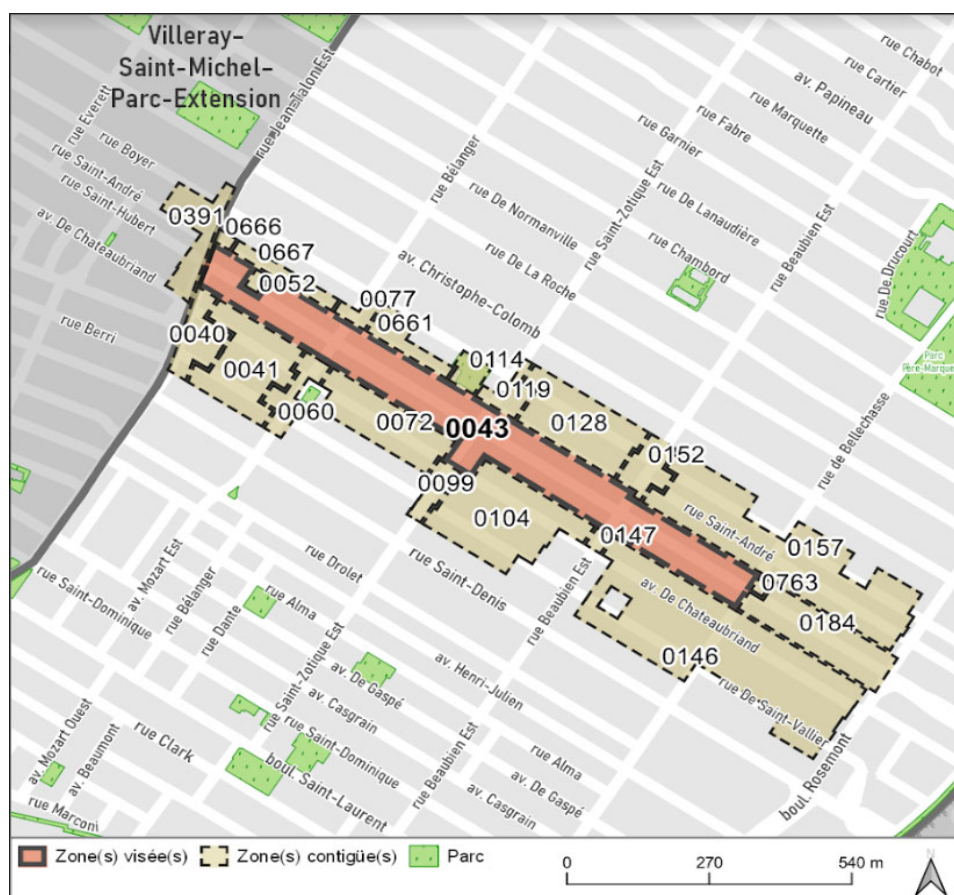 Villeray–
Saint-Michel–
Parc-Extension
rue Everett
rue Boyer
rue Saint-André
rue Saint-Hubert
av. De Chateaubriand
rue Berri
rue Jean-Talon Est
rue Bélanger
rue Chabot
rue Cartier
av. Papineau
rue Marquette
rue Fabre
rue Garnier
rue De Lanaudière
rue De Normanville
rue Chambord
rue De La Roche
av. Christophe-Colomb
rue Saint-Zotique Est
rue Beaubien Est
rue De Drucourt
Parc
Père-Marque
rue de Bellechasse
0391
0666
0667
0052
0077
0661
0040
0041
0060
0072
0114
0119
0043
0128
0152
0099
0104
0147
rue Saint-André
0157
0763
0184
av. De Chateaubriand
0146
rue De Saint-Vallier
boul. Rosemont
rue Saint-Denis
rue Beaubien Est
rue Drolet
rue Alma
av. Mozart Est
rue Bélanger
rue Dante
rue Saint-Dominique
rue Saint-Zotique Est
av. Henri-Julien
av. De Gaspé
av. Casgrain
rue Saint-Dominique
boul. Saint-Laurent
rue Clark
av. Mozart Ouest
av. Beaumont
rue Marconi
rue Beaubien Est
rue Alma
av. De Gaspé
av. Casgrain
Zone(s) visée(s)
Zone(s) contigüe(s)
Parc
0
270
540 m
N